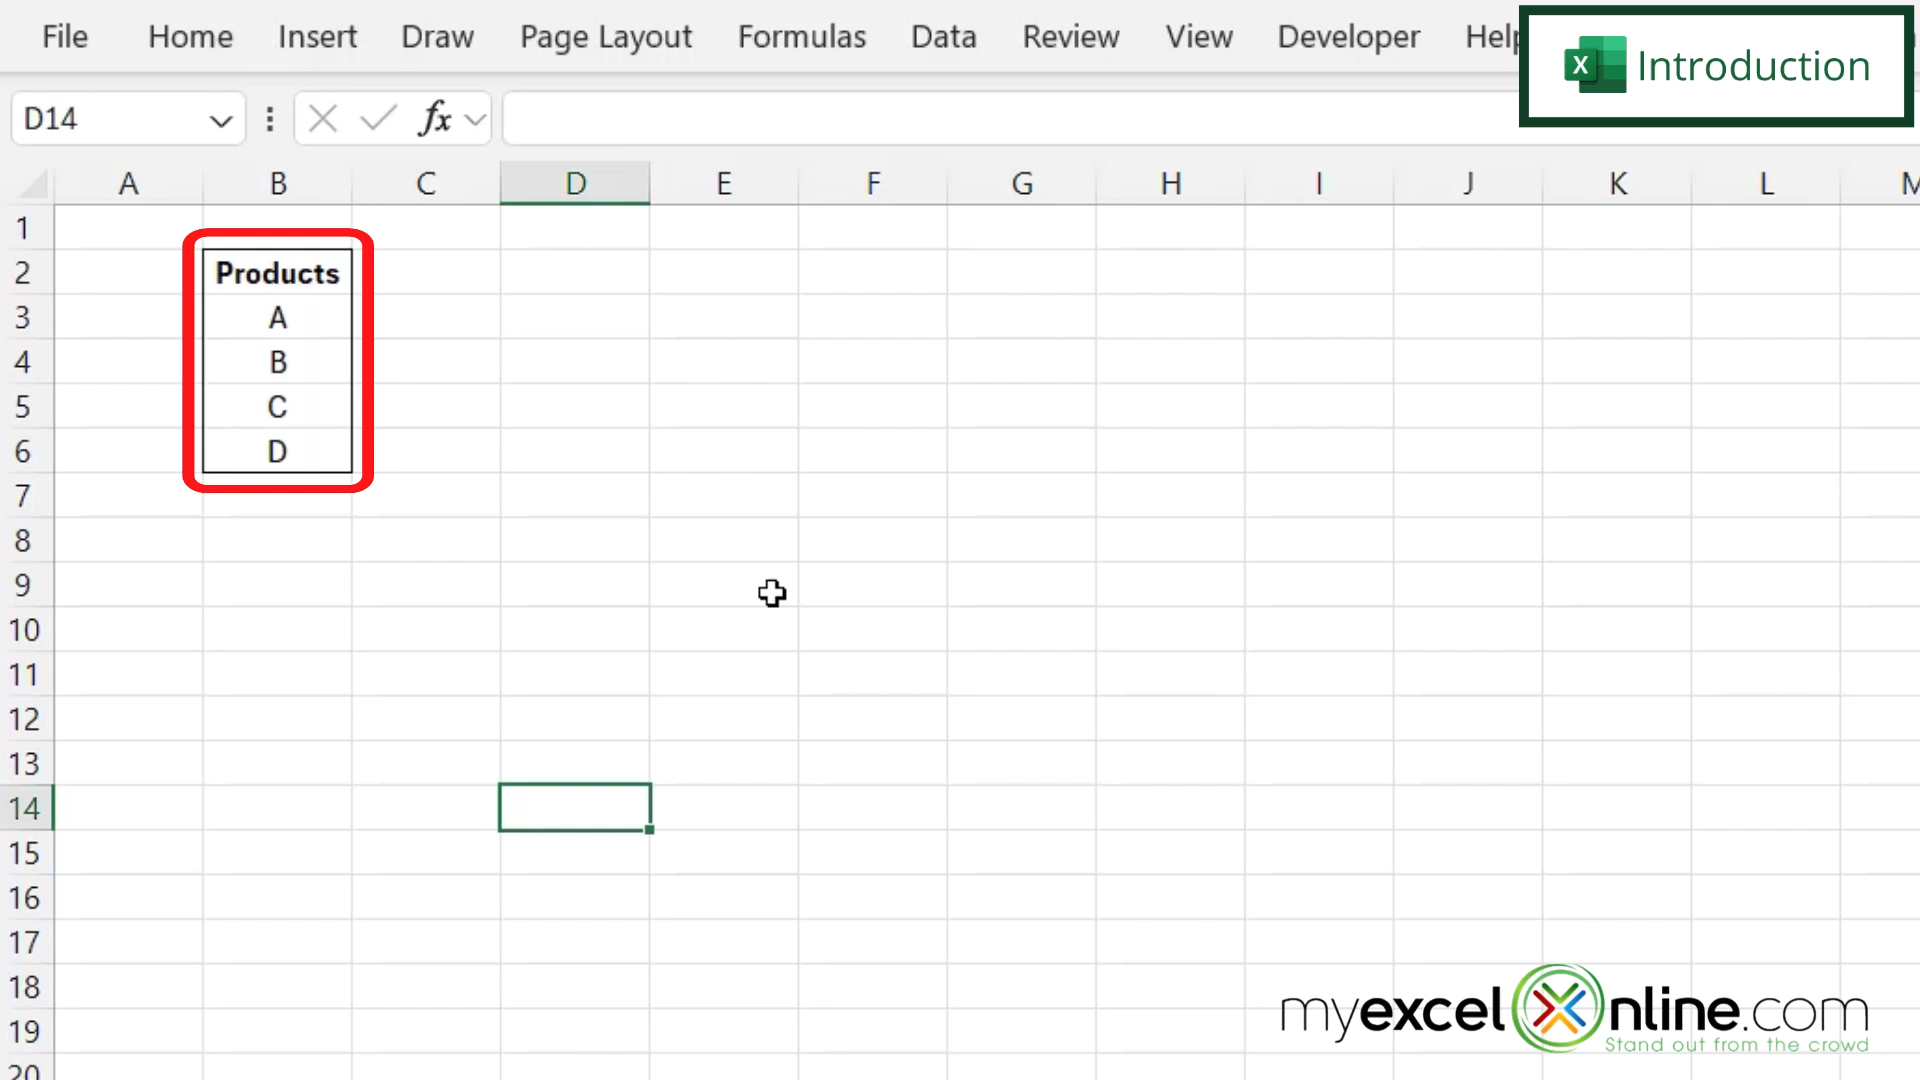 File Home Insert Draw Page Layout Formulas Data Review View Developer Help
X Introduction
D14 fx
A B C D E F G H I J K L M
1
2 Products
3 A
4 B
5 C
6 D
7
8
9
10
11
12
13
14
15
16
17
18
19
20
myexcelonline.com
Stand out from the crowd